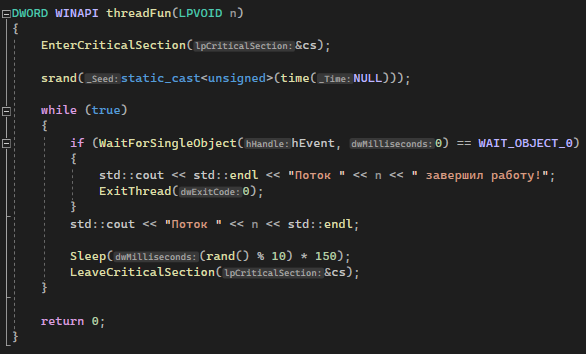 DWORD WINAPI threadFun(LPVOID n)
{
EnterCriticalSection(lpCriticalSection:&cs);
srand(_Seed:static_cast<unsigned>(time(_Time:NULL)));
while (true)
{
if (WaitForSingleObject(hHandle:hEvent, dwMilliseconds:0) == WAIT_OBJECT_0)
{
std::cout << std::endl << "Поток " << n << " завершил работу!";
ExitThread(dwExitCode:0);
}
std::cout << "Поток " << n << std::endl;
Sleep(dwMilliseconds:(rand() % 10) * 150);
LeaveCriticalSection(lpCriticalSection:&cs);
}
return 0;
}